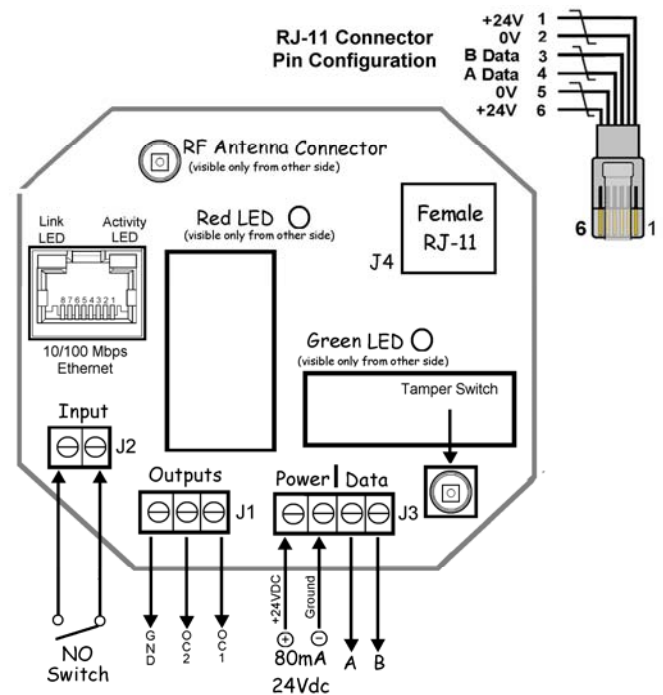 RJ-11 Connector
Pin Configuration
+24V 1
0V 2
B Data 3
A Data 4
0V 5
+24V 6
6 1
RF Antenna Connector
(visible only from other side)
Link
LED
Activity
LED
Red LED
(visible only from other side)
Female
RJ-11
J4
87654321
10/100 Mbps
Ethernet
Green LED
(visible only from other side)
Tamper Switch
Input
J2
Outputs
J1
Power | Data
J3
+24VDC
Ground
GND
OC2
OC1
NO
Switch
+ −
80mA
24Vdc
A B